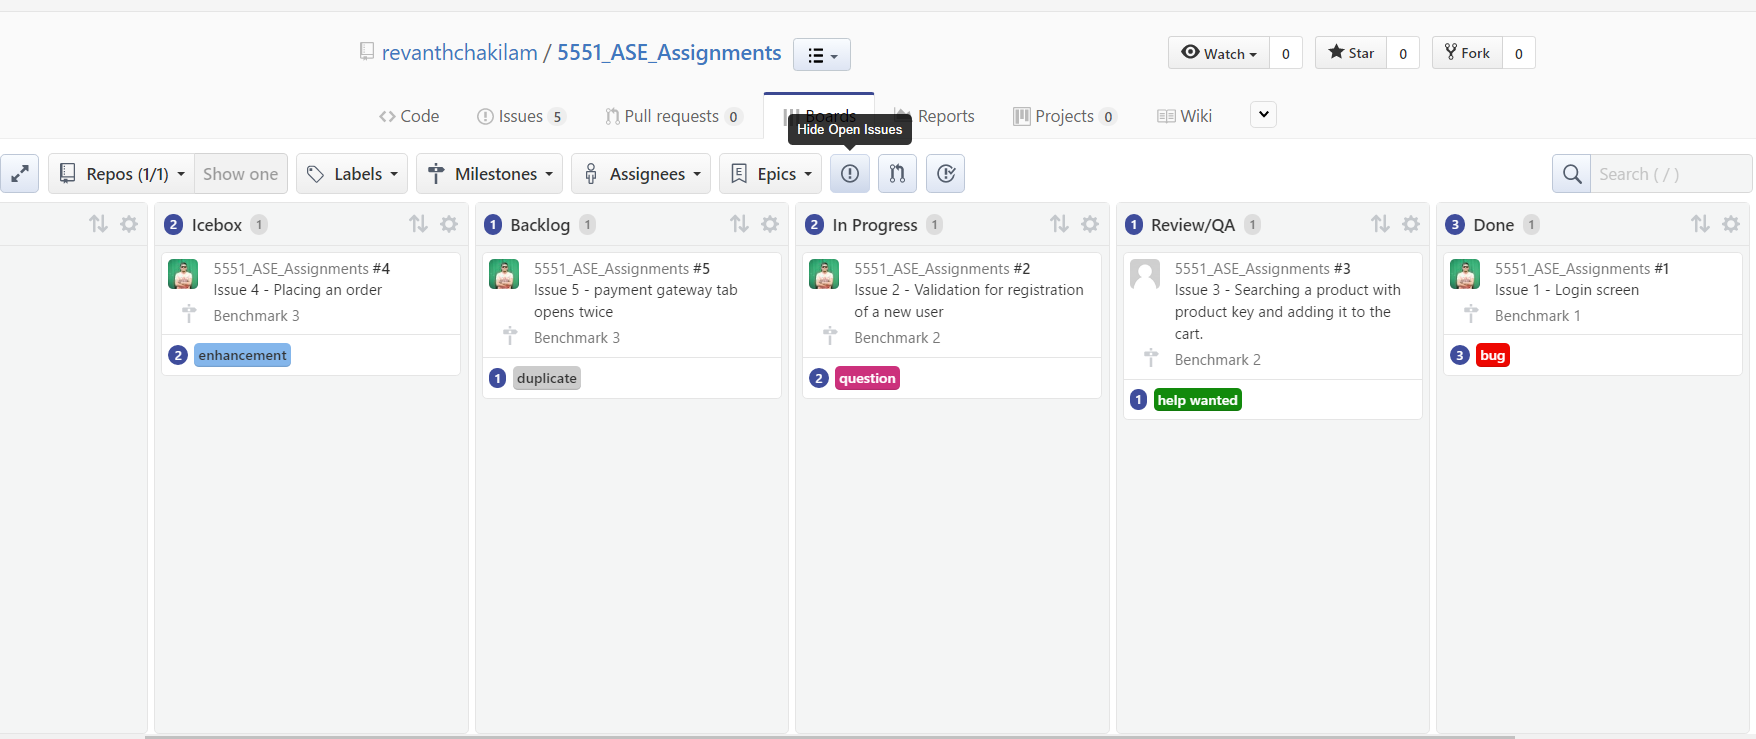 revanthchakilam / 5551_ASE_Assignments
Watch 0
Star 0
Fork 0
Code
Issues 5
Pull requests 0
Boards
Reports
Projects 0
Wiki
Hide Open Issues
Repos (1/1)
Show one
Labels
Milestones
Assignees
E
Epics
Search ( / )
2 Icebox 1
5551_ASE_Assignments #4
Issue 4 - Placing an order
Benchmark 3
2 enhancement
1 Backlog 1
5551_ASE_Assignments #5
Issue 5 - payment gateway tab
opens twice
Benchmark 3
1 duplicate
2 In Progress 1
5551_ASE_Assignments #2
Issue 2 - Validation for registration
of a new user
Benchmark 2
2 question
1 Review/QA 1
5551_ASE_Assignments #3
Issue 3 - Searching a product with
product key and adding it to the
cart.
Benchmark 2
1 help wanted
3 Done 1
5551_ASE_Assignments #1
Issue 1 - Login screen
Benchmark 1
3 bug